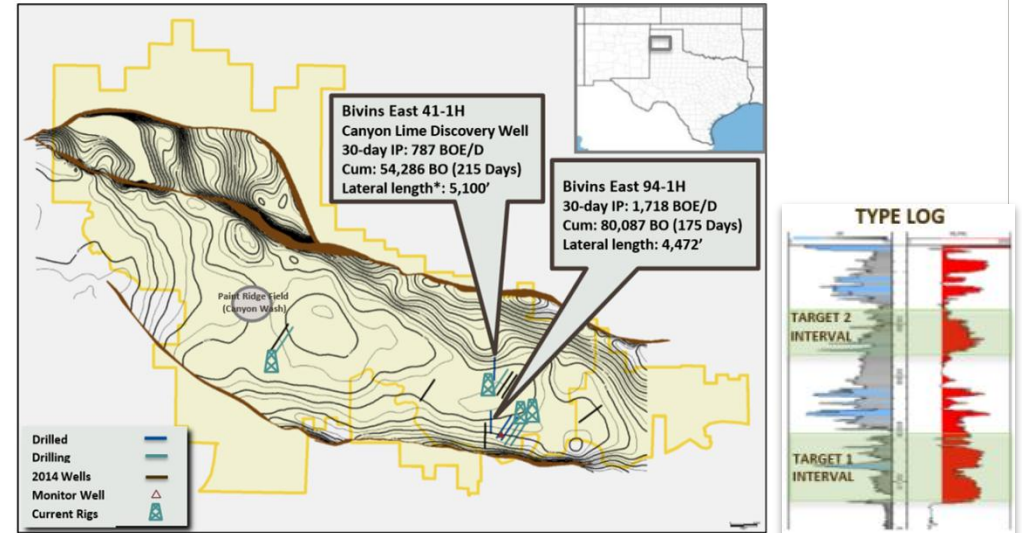 Bivins East 41-1H
Canyon Lime Discovery Well
30-day IP: 787 BOE/D
Cum: 54,286 BO (215 Days)
Lateral length*: 5,100’
Bivins East 94-1H
30-day IP: 1,718 BOE/D
Cum: 80,087 BO (175 Days)
Lateral length: 4,472’
Paint Ridge Field
(Canyon Wash)
Drilled
Drilling
2014 Wells
Monitor Well
Current Rigs
TYPE LOG
TARGET 2
INTERVAL
TARGET 1
INTERVAL